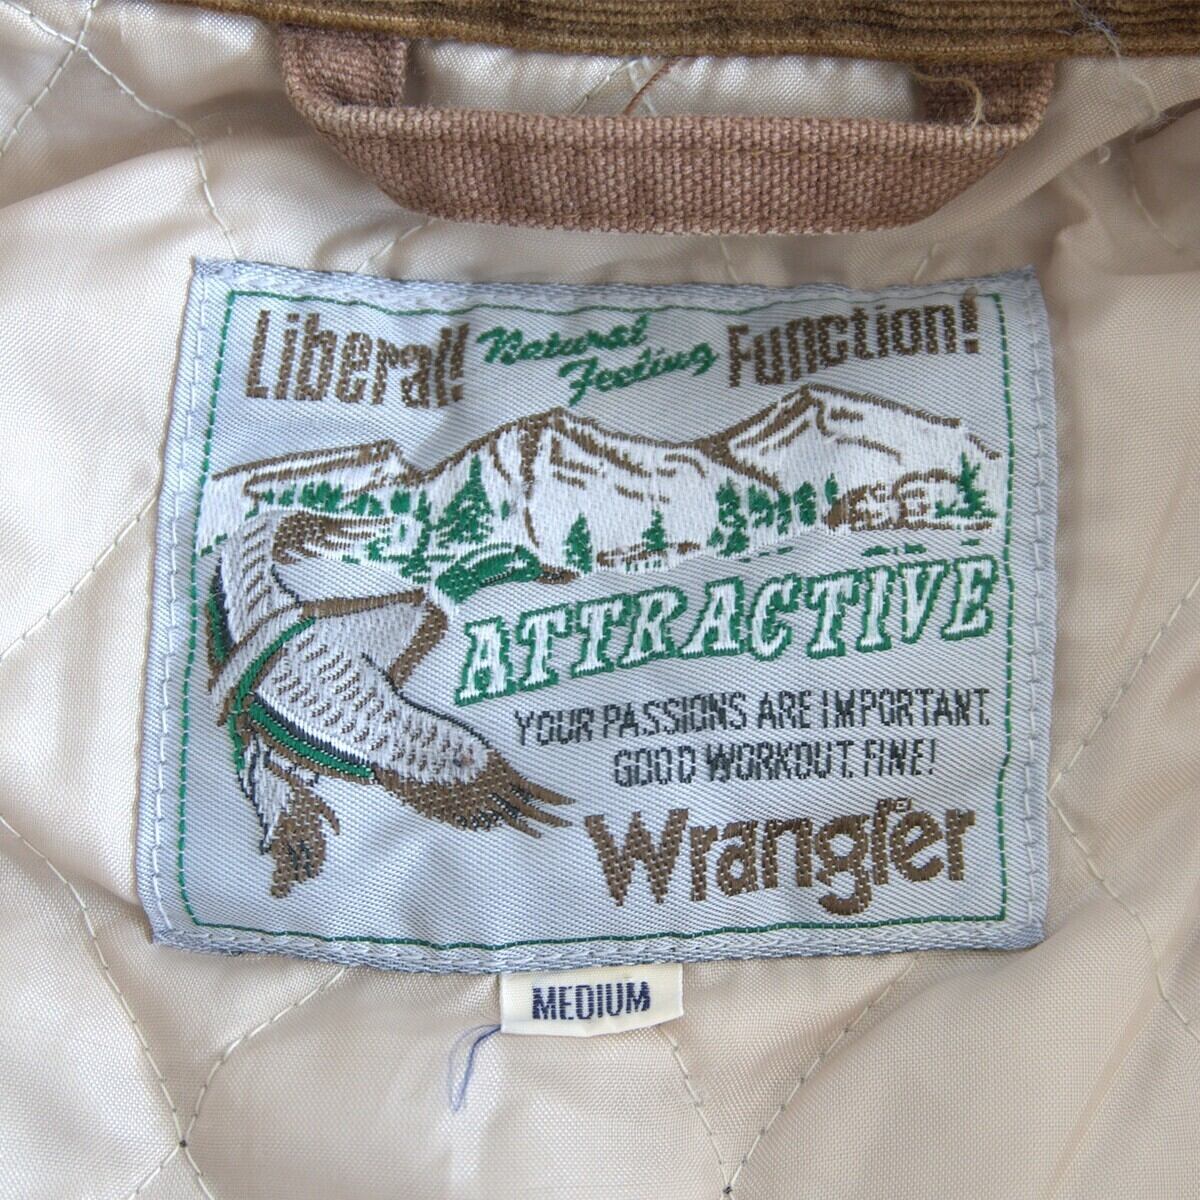 Liberal! Natural Feeling Function!
ATTRACTIVE
YOUR PASSIONS ARE IMPORTANT.
GOOD WORKOUT. FINE!
Wrangler
MEDIUM